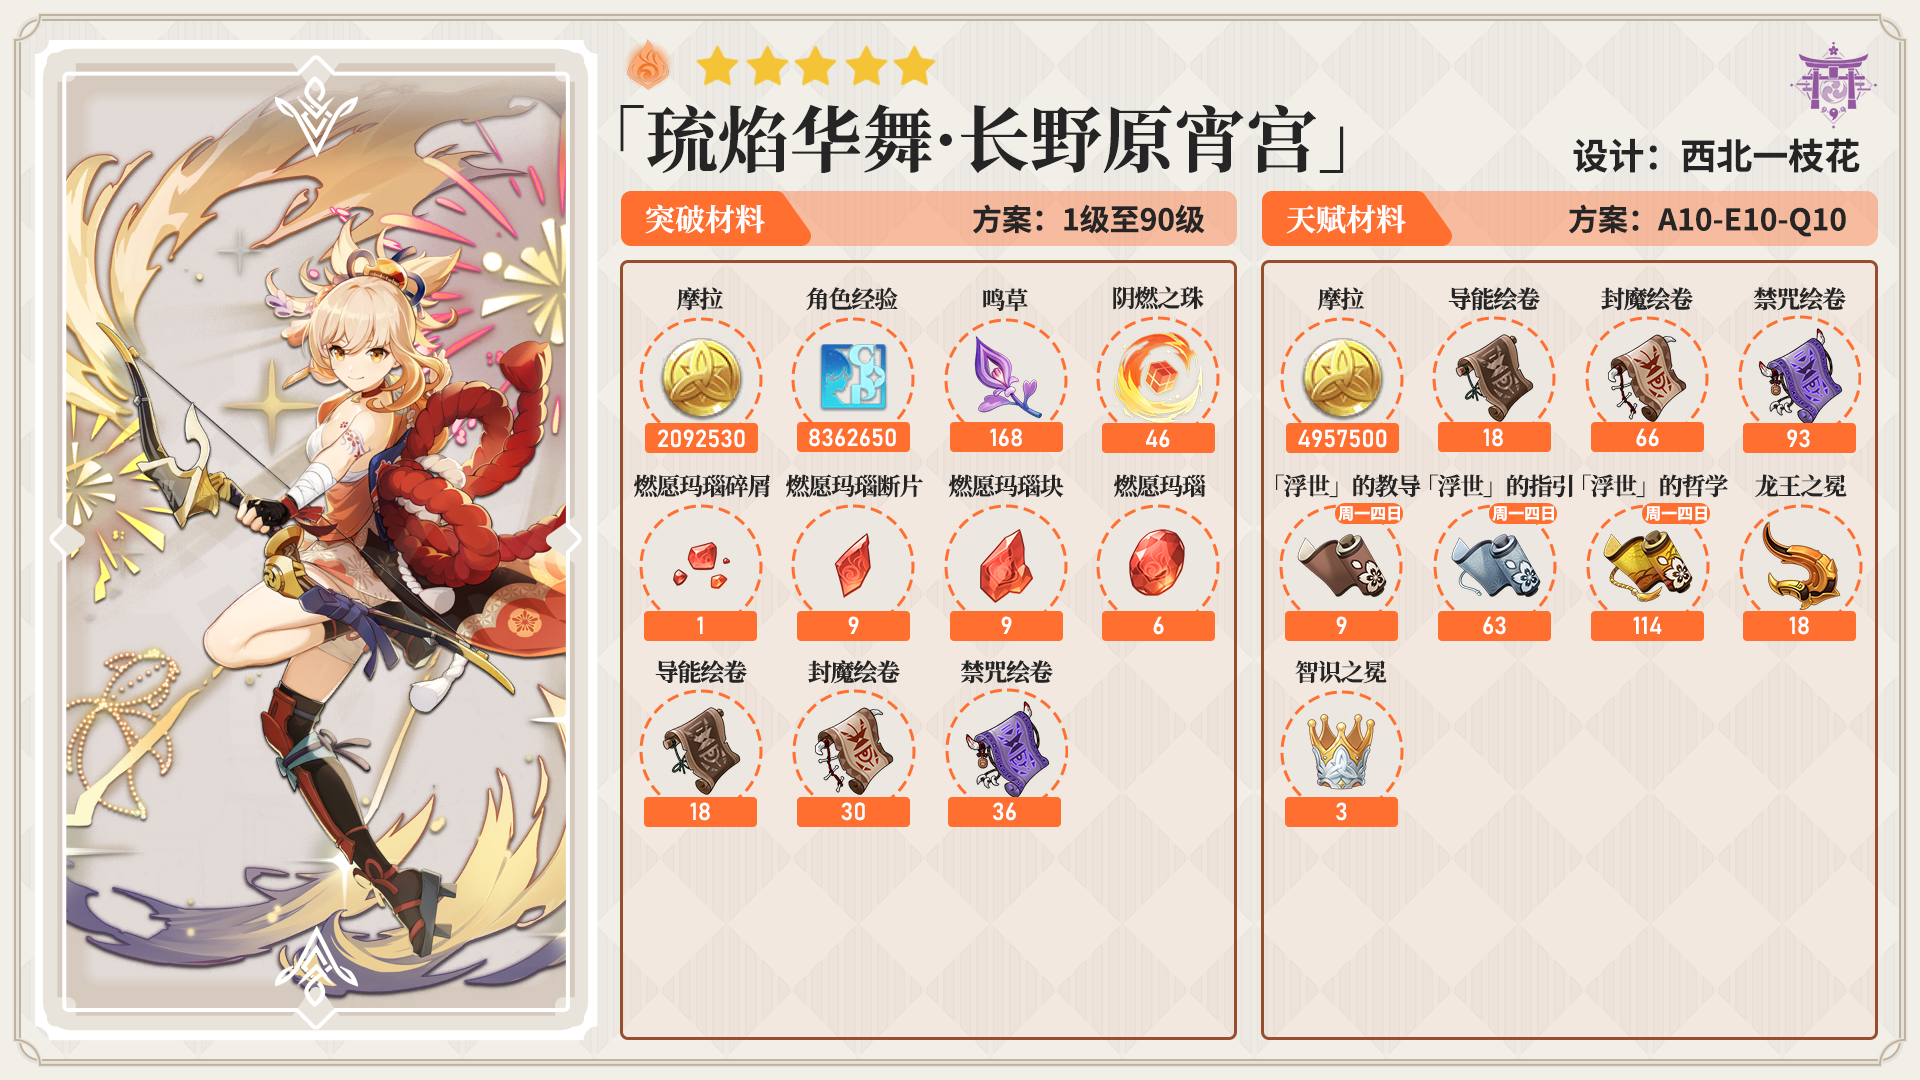 「琉焰华舞·长野原宵宫」
设计：西北一枝花
突破材料
方案：1级至90级
摩拉
角色经验
鸣草
阴燃之珠
2092530
8362650
168
46
燃愿玛瑙碎屑
燃愿玛瑙断片
燃愿玛瑙块
燃愿玛瑙
1
9
9
6
导能绘卷
封魔绘卷
禁咒绘卷
18
30
36
天赋材料
方案：A10-E10-Q10
摩拉
导能绘卷
封魔绘卷
禁咒绘卷
4957500
18
66
93
「浮世」的教导
「浮世」的指引
「浮世」的哲学
龙王之冕
周一四日
周一四日
周一四日
9
63
114
18
智识之冕
3